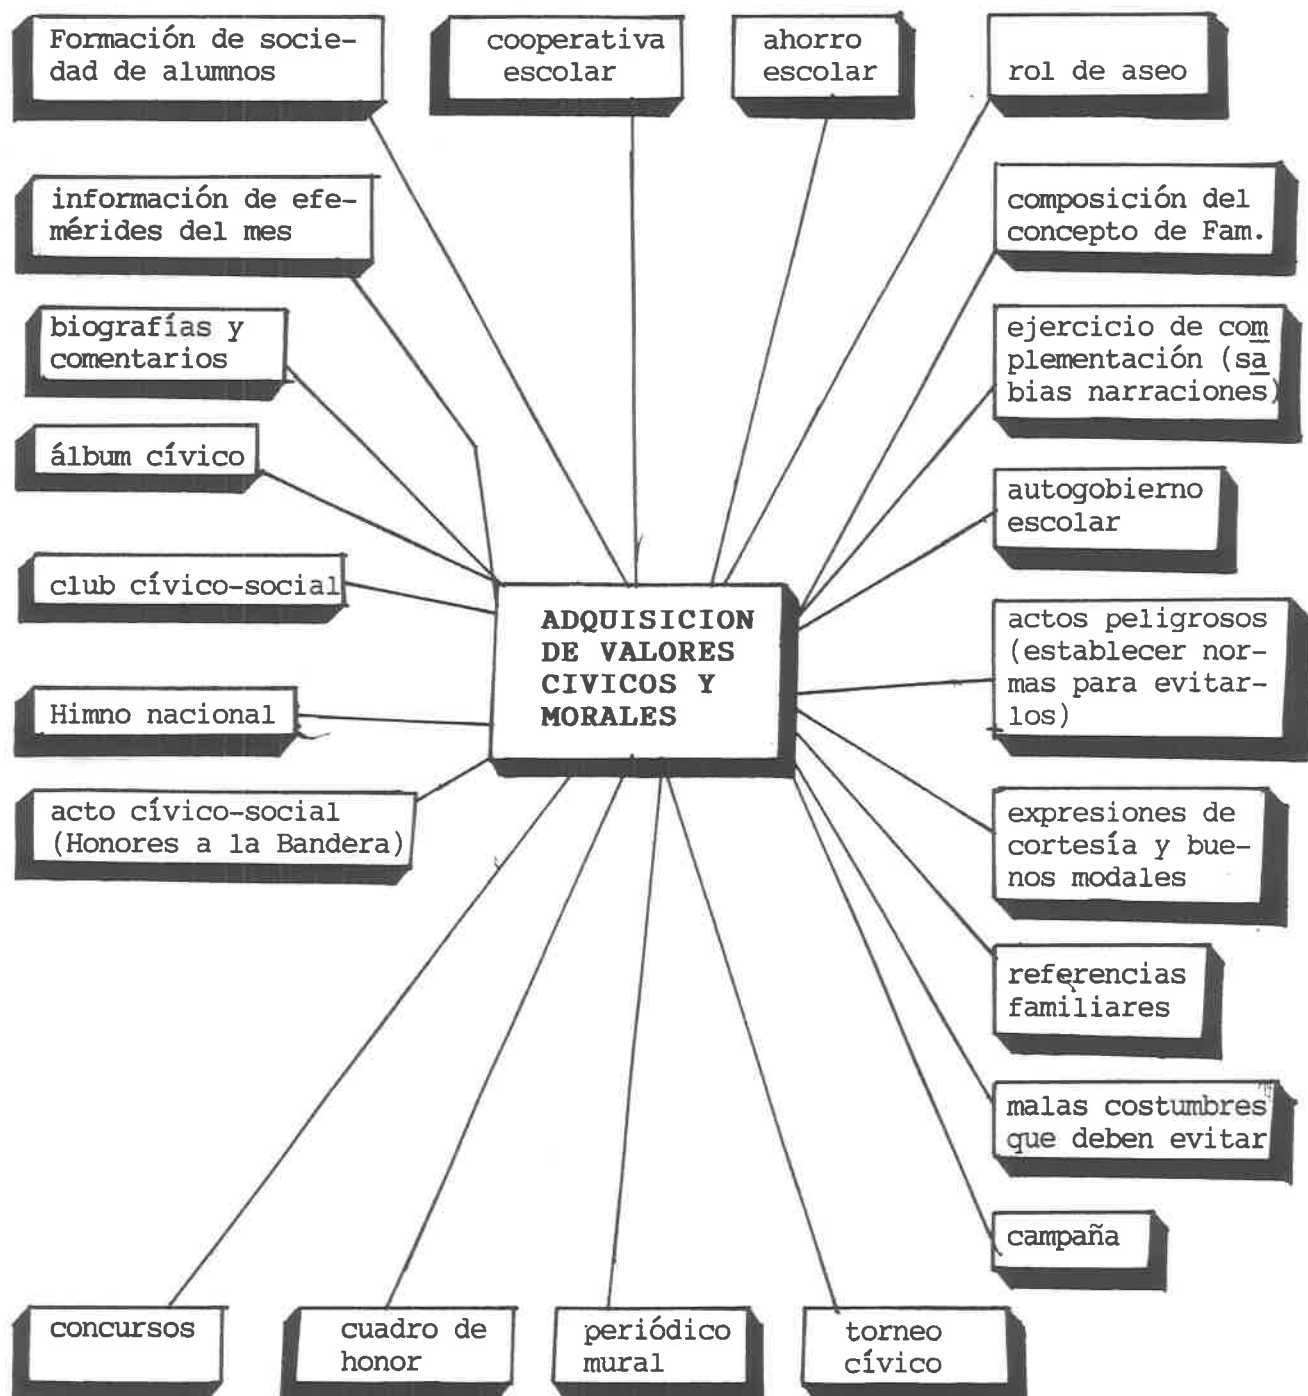 Formación de socie-
dad de alumnos
cooperativa
escolar
ahorro
escolar
rol de aseo
información de efe-
mérides del mes
biografías y
comentarios
álbum cívico
club cívico-social
Himno nacional
acto cívico-social
(Honores a la Bandera)
ADQUISICION
DE VALORES
CIVICOS Y
MORALES
composición del
concepto de Fam.
ejercicio de com
plementación (sa
bias narraciones)
autogobierno
escolar
actos peligrosos
(establecer nor-
mas para evitar-
los)
expresiones de
cortesía y bue-
nos modales
referencias
familiares
malas costumbres
que deben evitar
campaña
concursos
cuadro de
honor
periódico
mural
torneo
cívico